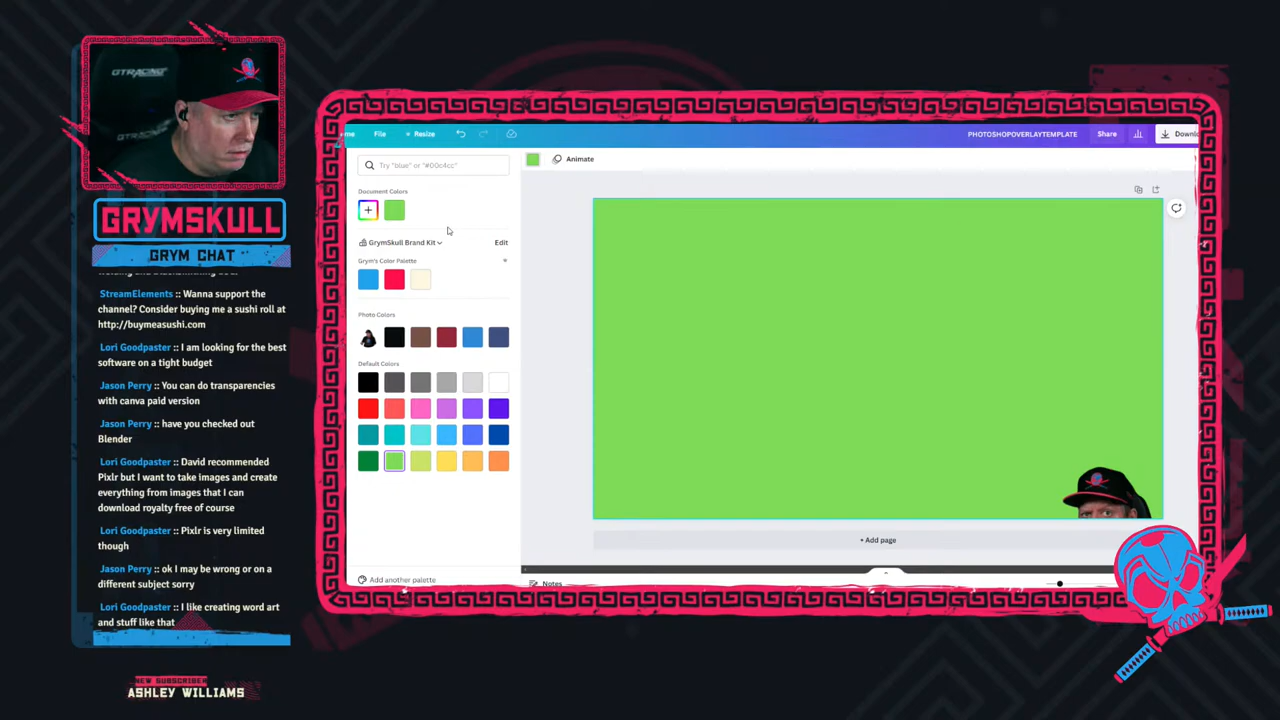 GTRACING
GTRACING
GRYMSKULL
GRYM CHAT
StreamElements :: Wanna support the
channel? Consider buying me a sushi roll at
http://buymeasushi.com
Lori Goodpaster :: I am looking for the best
software on a tight budget
Jason Perry :: You can do transparencies
with canva paid version
Jason Perry :: have you checked out
Blender
Lori Goodpaster :: David recommended
Pixlr but I want to take images and create
everything from images that I can
download royalty free of course
Lori Goodpaster :: Pixlr is very limited
though
Jason Perry :: ok I may be wrong or on a
different subject sorry
Lori Goodpaster :: I like creating word art
and stuff like that
NEW SUBSCRIBER
ASHLEY WILLIAMS
File Resize PHOTOSHOPOVERLAYTEMPLATE Share
Try "blue" or "#00c4cc" Animate
Document Colors
+
GrymSkull Brand Kit Edit
Grym's Color Palette
Photo Colors
Default Colors
+ Add page
Add another palette
Notes